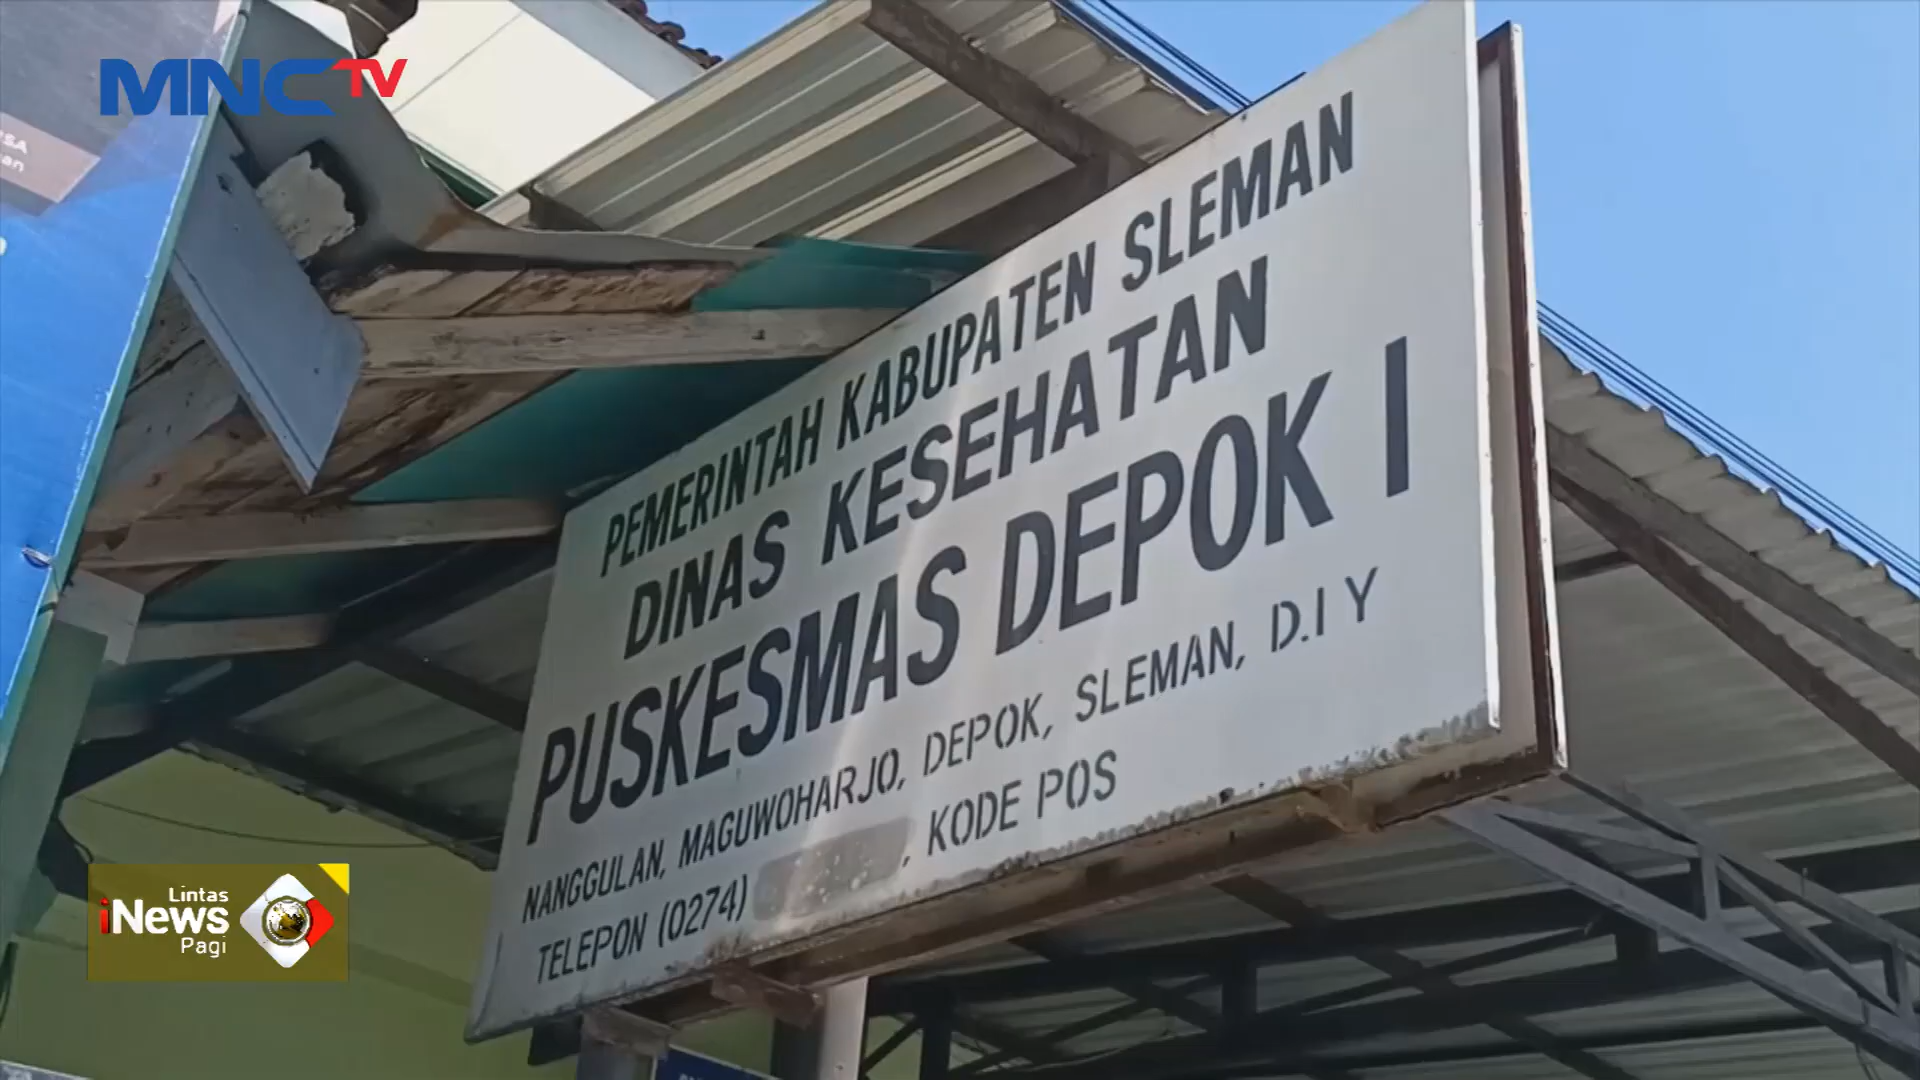 MNCTV
PEMERINTAH KABUPATEN SLEMAN
DINAS KESEHATAN
PUSKESMAS DEPOK I
NANGGULAN, MAGUWOHARJO, DEPOK, SLEMAN, D.I Y
TELEPON (0274) , KODE POS
Lintas
iNews
Pagi